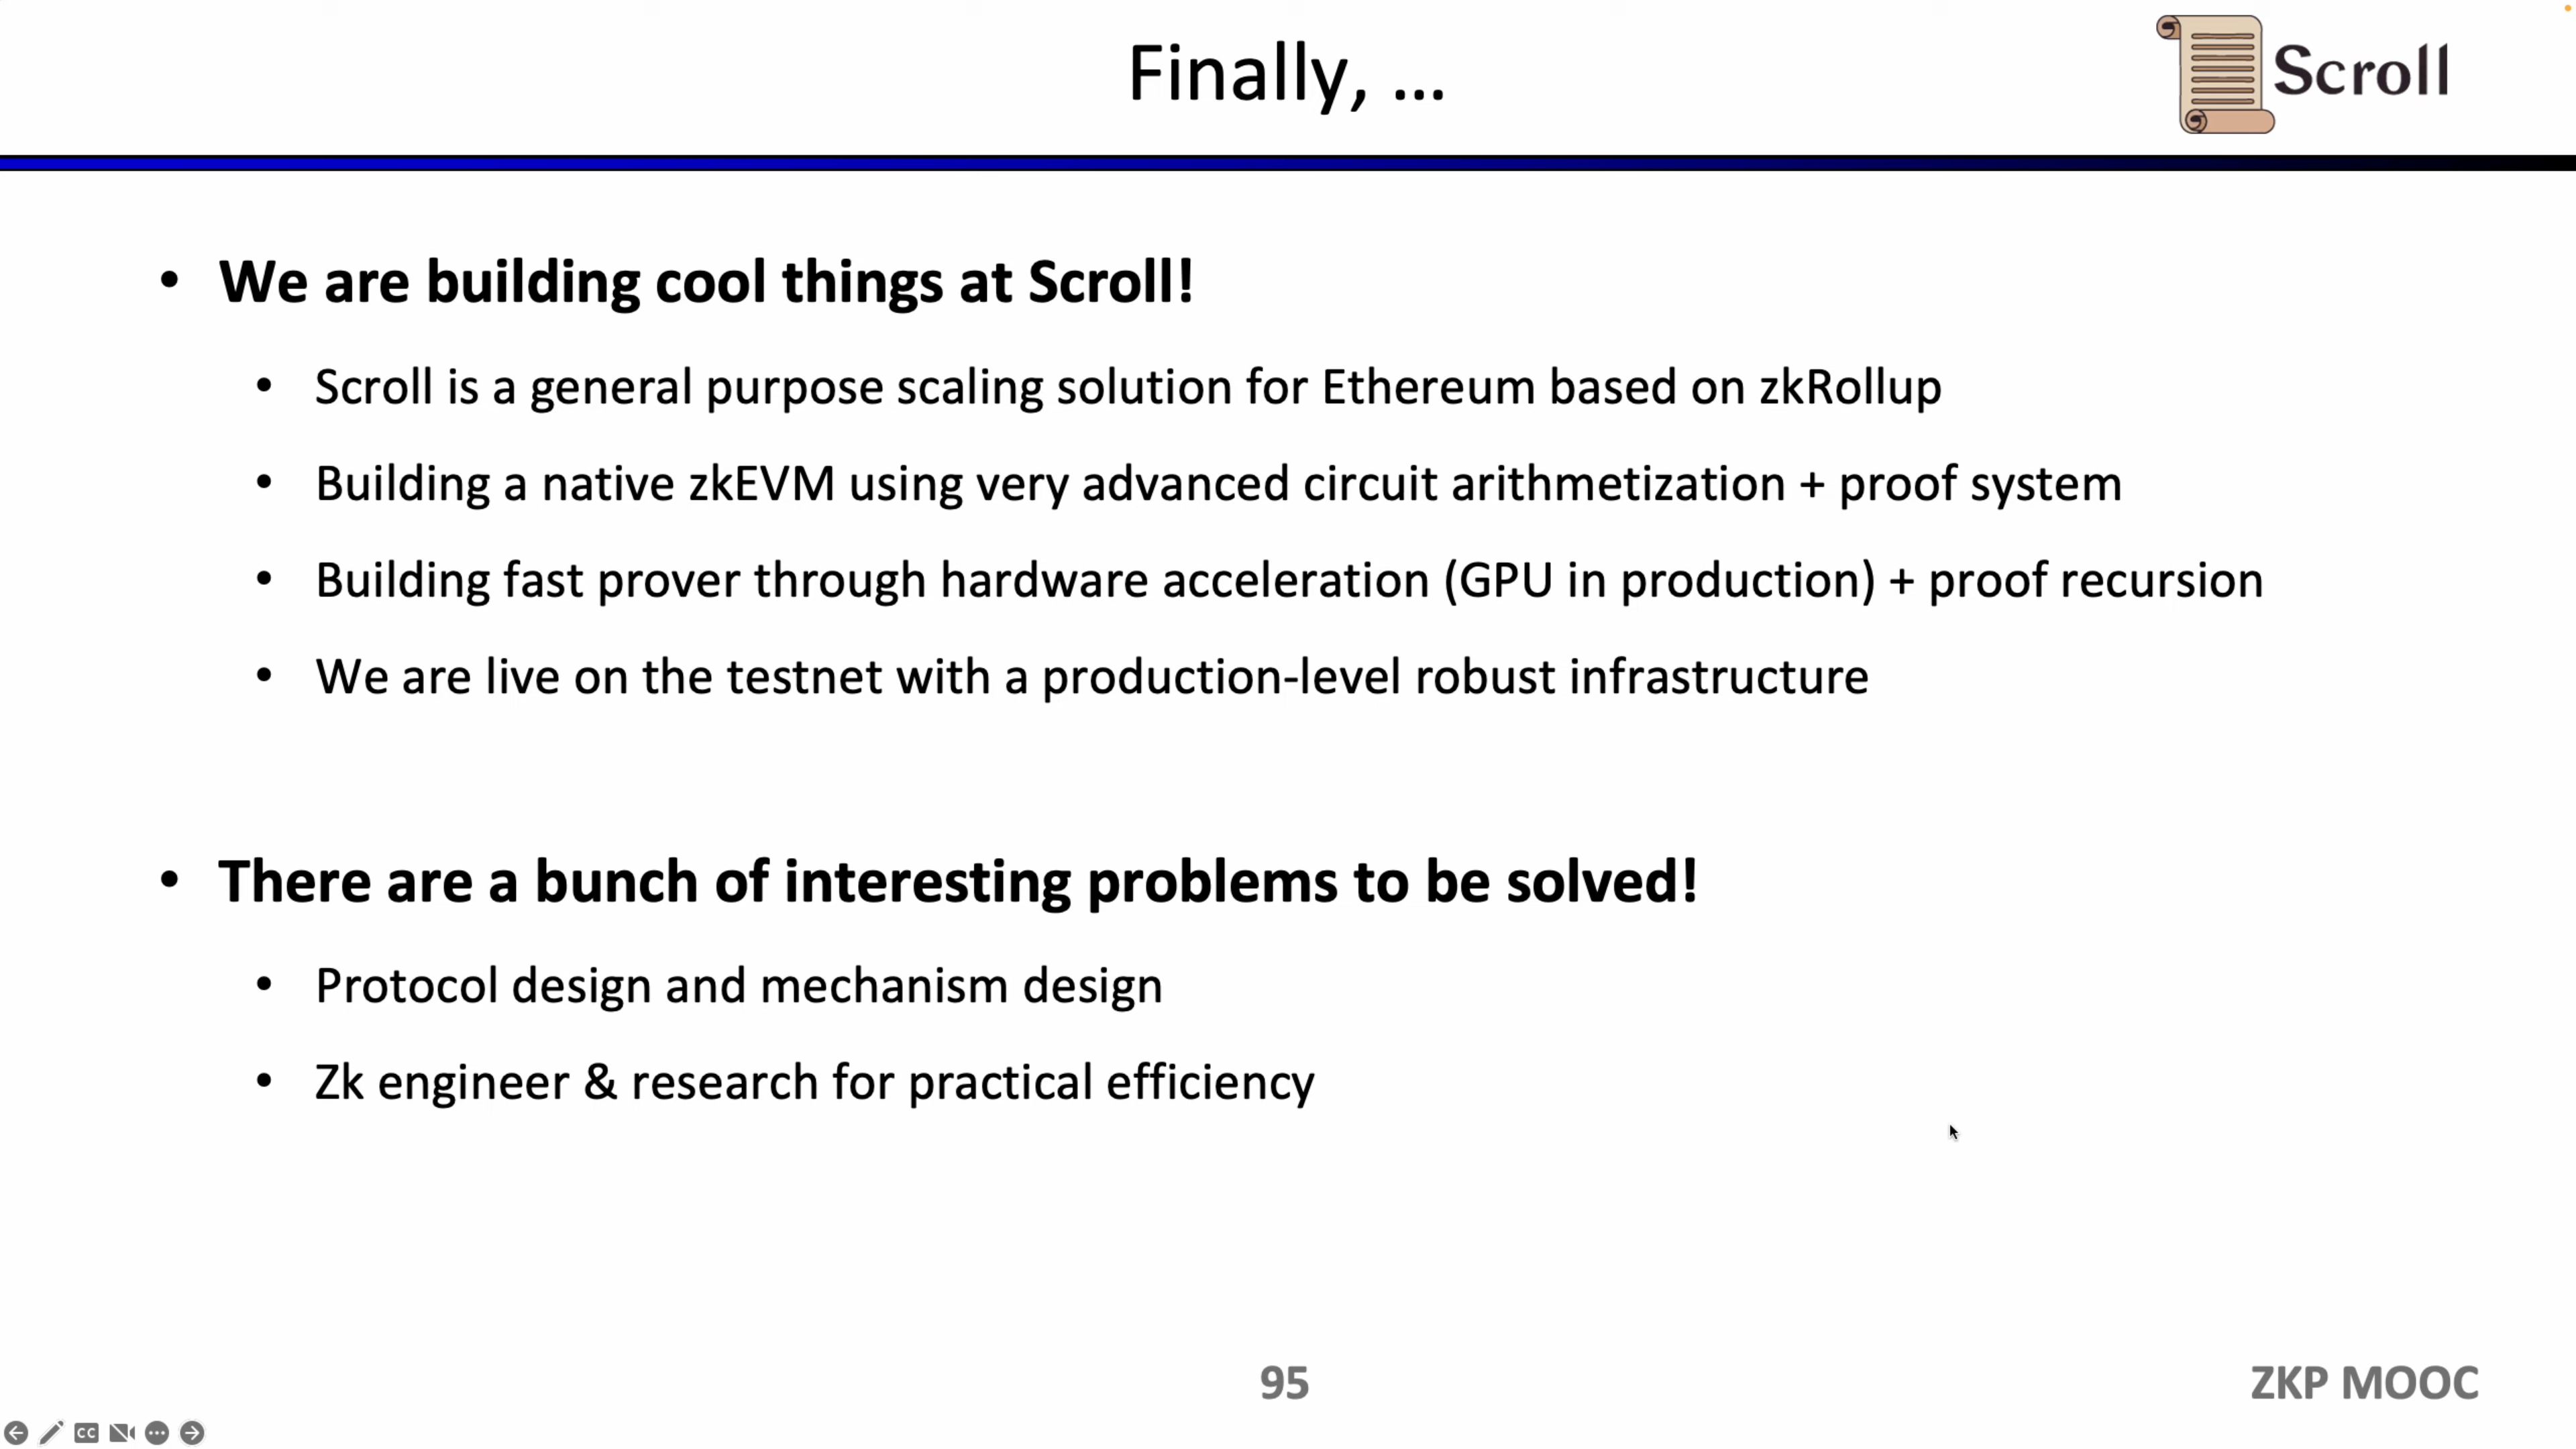 Finally, ...
Scroll
• We are building cool things at Scroll!
• Scroll is a general purpose scaling solution for Ethereum based on zkRollup
• Building a native zkEVM using very advanced circuit arithmetization + proof system
• Building fast prover through hardware acceleration (GPU in production) + proof recursion
• We are live on the testnet with a production-level robust infrastructure
• There are a bunch of interesting problems to be solved!
• Protocol design and mechanism design
• Zk engineer & research for practical efficiency
95
ZKP MOOC
CC